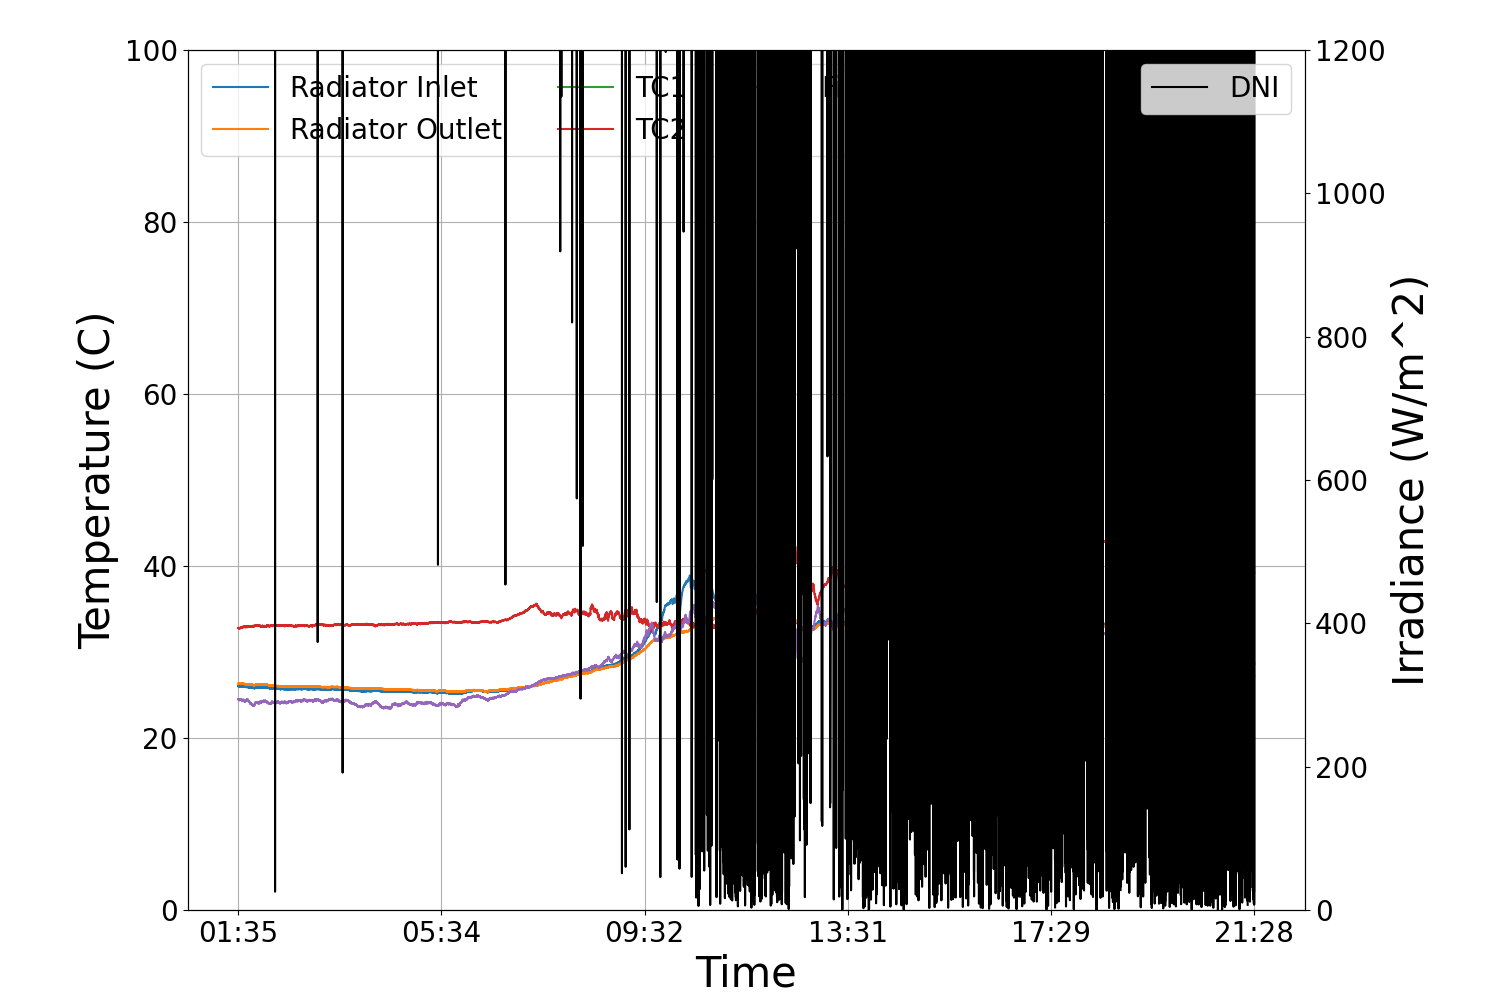 100
80
60
40
20
0
Temperature (C)
Radiator Inlet
Radiator Outlet
TC1
TC2
DNI
1200
1000
800
600
400
200
0
Irradiance (W/m^2)
01:35 05:34 09:32 13:31 17:29 21:28
Time